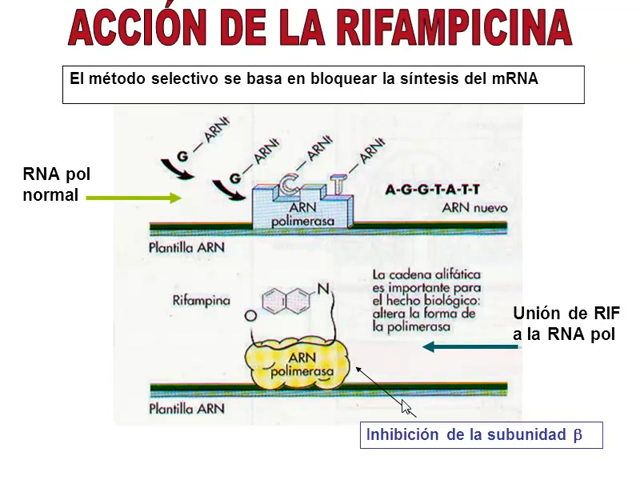 ACCIÓN DE LA RIFAMPICINA
El método selectivo se basa en bloquear la síntesis del mRNA
RNA pol
normal
G — ARNt
G — ARNt
C — ARNt
T — ARNt
ARN
polimerasa
A-G-G-T-A-T-T
ARN nuevo
Plantilla ARN
Rifampina
N
O
La cadena alifática
es importante para
el hecho biológico:
altera la forma de
la polimerasa
Unión de RIF
a la RNA pol
ARN
polimerasa
Plantilla ARN
Inhibición de la subunidad β